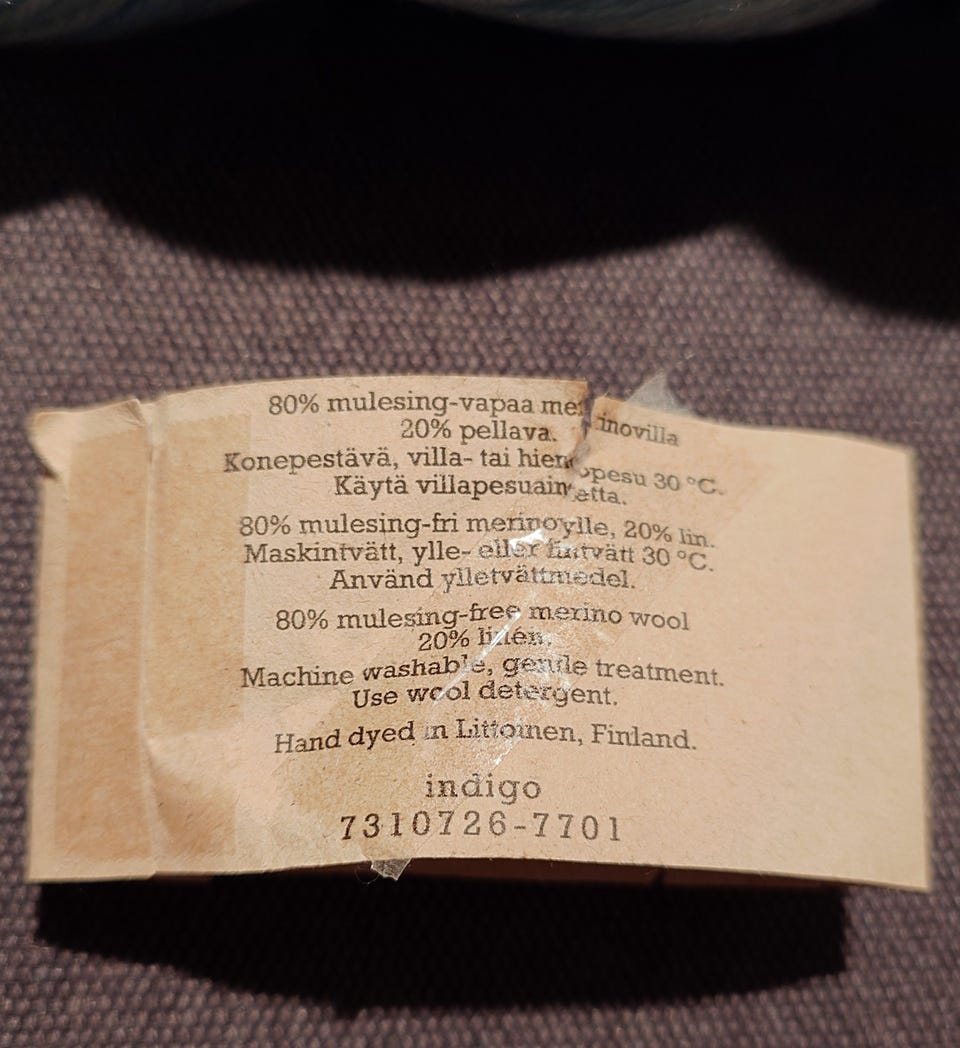 80% mulesing-vapaa merinovilla
20% pellava.
Konepestävä, villa- tai hienopesu 30 °C.
Käytä villapesuainetta.
80% mulesing-fri merinoylle, 20% lin.
Maskintvätt, ylle- eller fintvätt 30 °C.
Använd ylletvättmedel.
80% mulesing-free merino wool
20% linen.
Machine washable, gentle treatment.
Use wool detergent.
Hand dyed in Littoinen, Finland.
indigo
7310726-7701